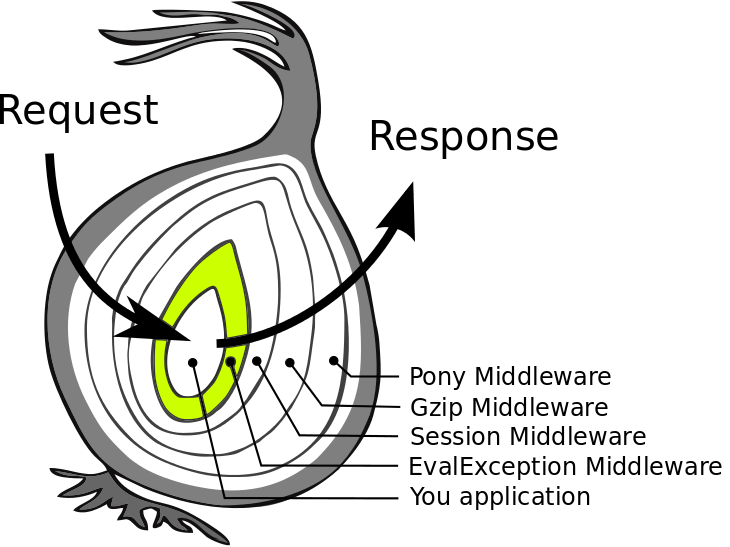 Request
Response
Pony Middleware
Gzip Middleware
Session Middleware
EvalException Middleware
You application